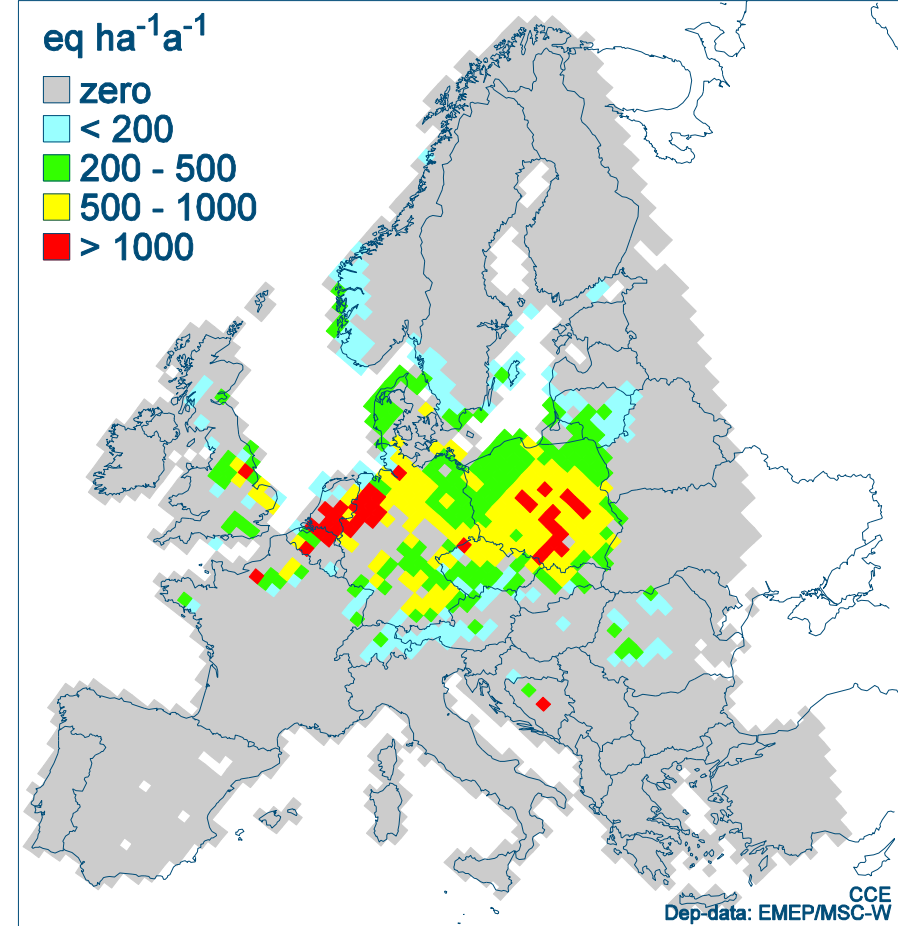 eq ha⁻¹a⁻¹
zero
< 200
200 - 500
500 - 1000
> 1000
CCE
Dep-data: EMEP/MSC-W